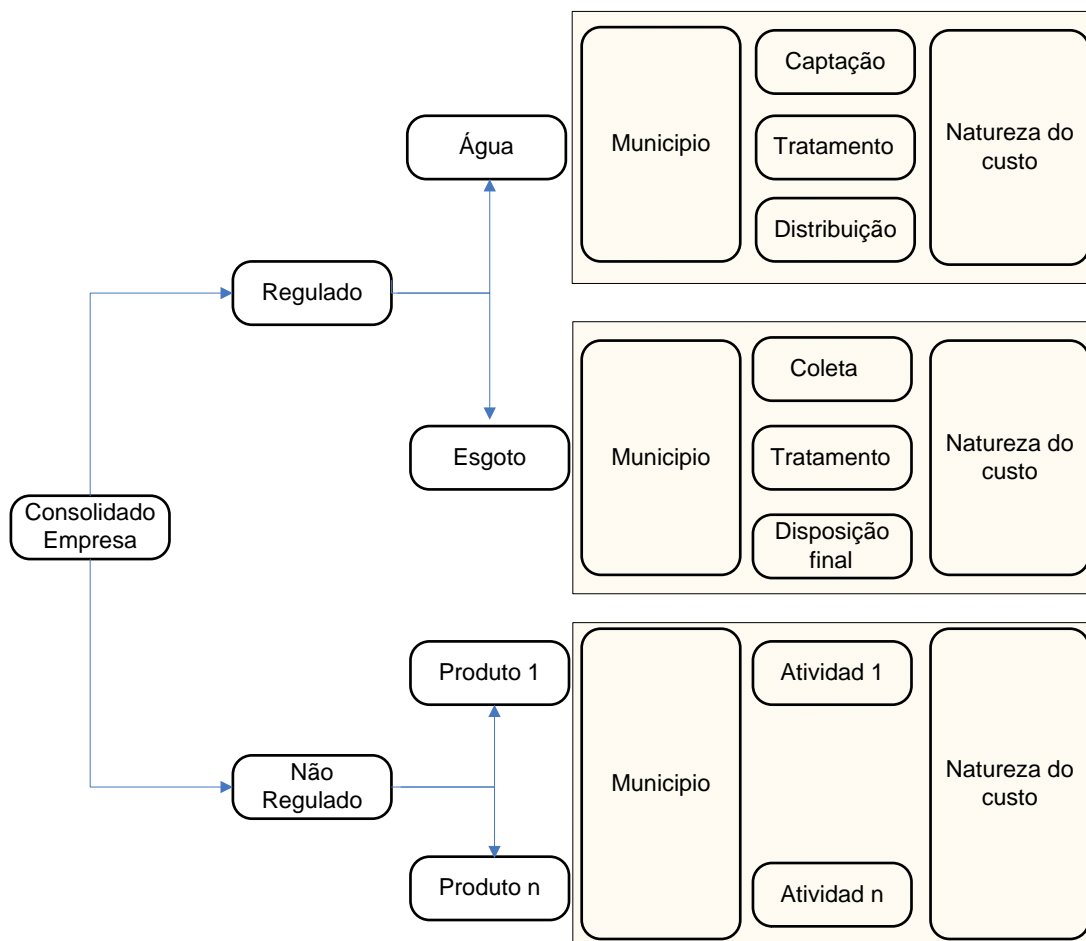 Consolidado
Empresa
Regulado
Água
Municipio
Captação
Tratamento
Distribuição
Natureza do
custo
Esgoto
Municipio
Coleta
Tratamento
Disposição
final
Natureza do
custo
Não
Regulado
Produto 1
Produto n
Municipio
Atividad 1
Atividad n
Natureza do
custo